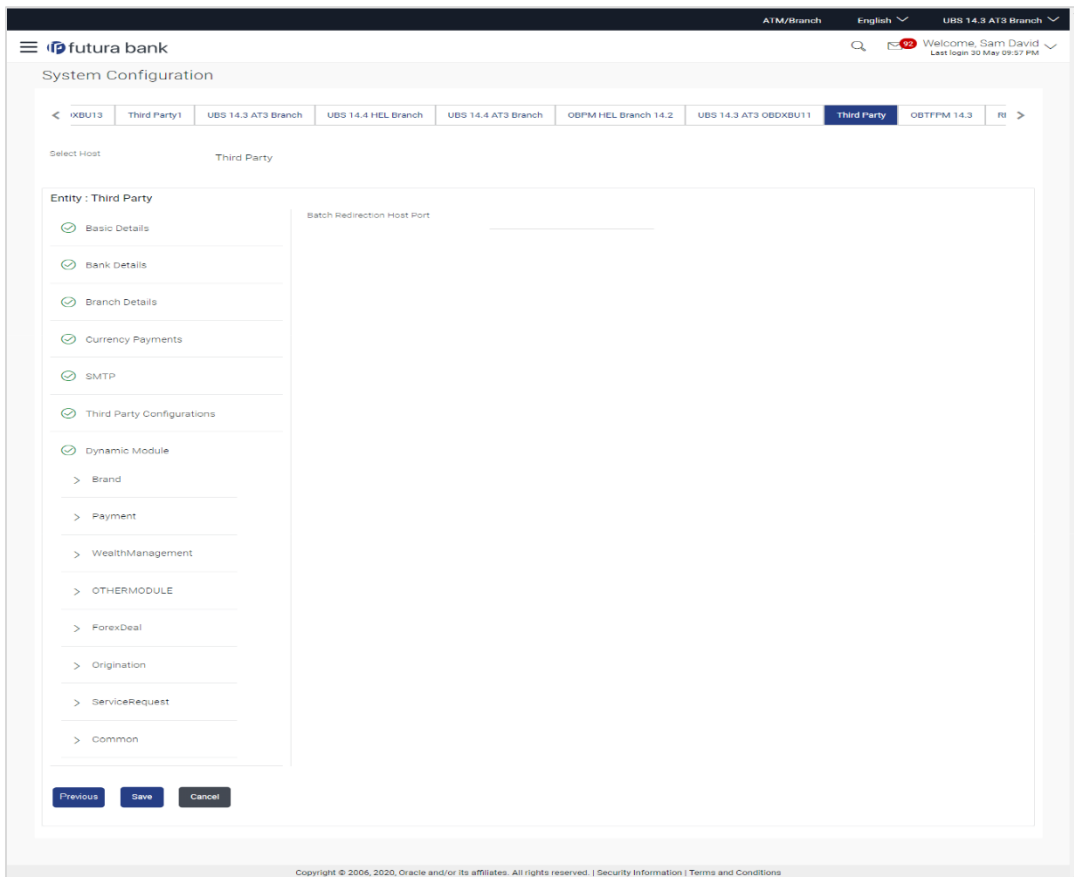 ATM/Branch English UBS 14.3 AT3 Branch
futura bank 92 Welcome, Sam David
Last login 30 May 09:57 PM
System Configuration
Third Party1 UBS 14.3 AT3 Branch UBS 14.4 HEL Branch UBS 14.4 AT3 Branch OBPM HEL Branch 14.2 UBS 14.3 AT3 OBDXBU11 Third Party OBTFPM 14.3
Select Host Third Party
Entity : Third Party
Batch Redirection Host Port
Basic Details
Bank Details
Branch Details
Currency Payments
SMTP
Third Party Configurations
Dynamic Module
> Brand
> Payment
> WealthManagement
> OTHERMODULE
> ForexDeal
> Origination
> ServiceRequest
> Common
Previous Save Cancel
Copyright © 2006, 2020, Oracle and/or its affiliates. All rights reserved. | Security Information | Terms and Conditions